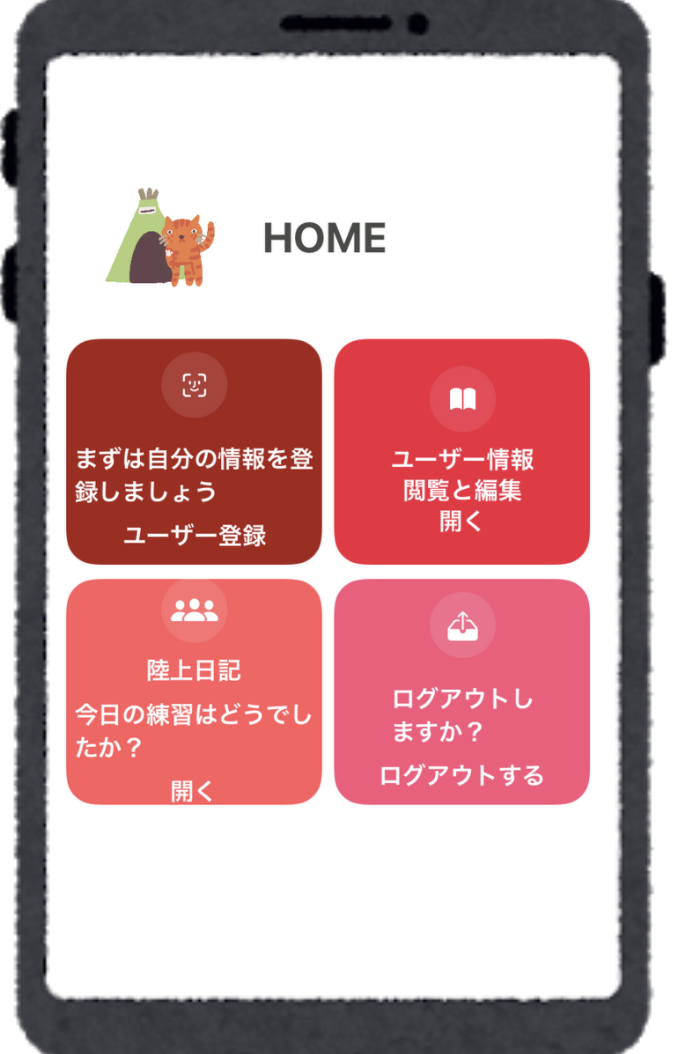 HOME
まずは自分の情報を登
録しましょう
ユーザー登録
ユーザー情報
閲覧と編集
開く
陸上日記
今日の練習はどうでし
たか？
開く
ログアウトし
ますか？
ログアウトする